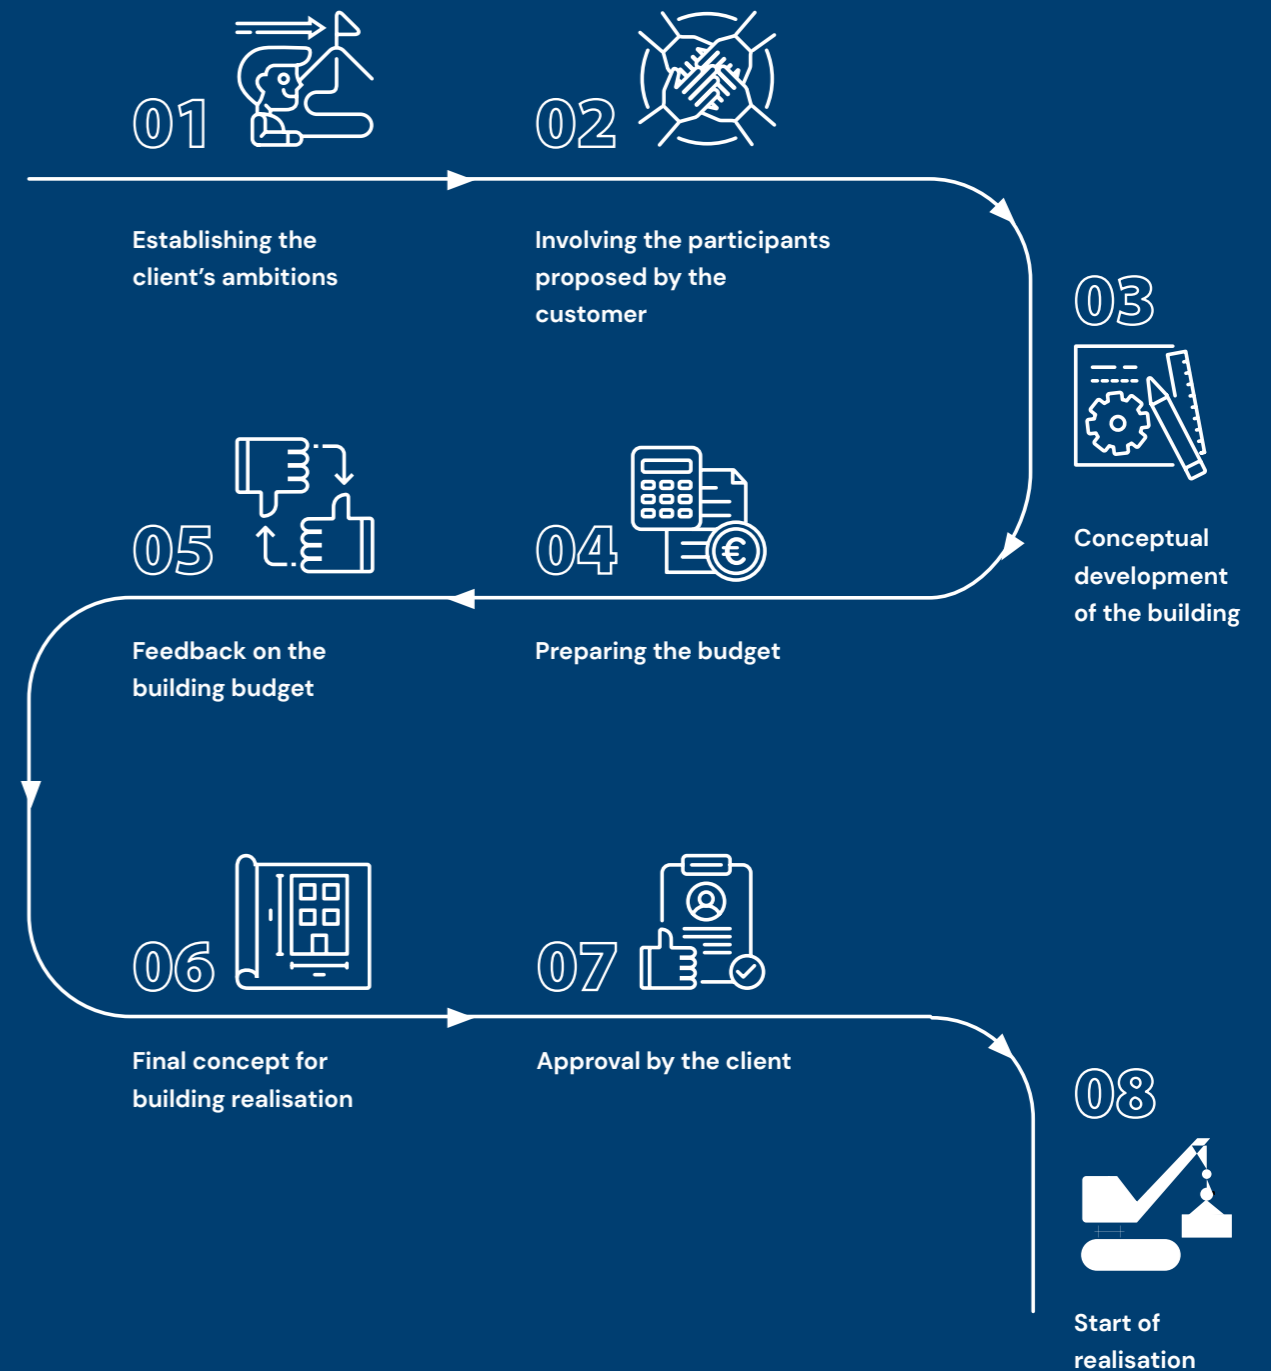 01
Establishing the
client’s ambitions
02
Involving the participants
proposed by the
customer
03
Conceptual
development
of the building
04
€
Preparing the budget
05
Feedback on the
building budget
06
Final concept for
building realisation
07
Approval by the client
08
Start of
realisation